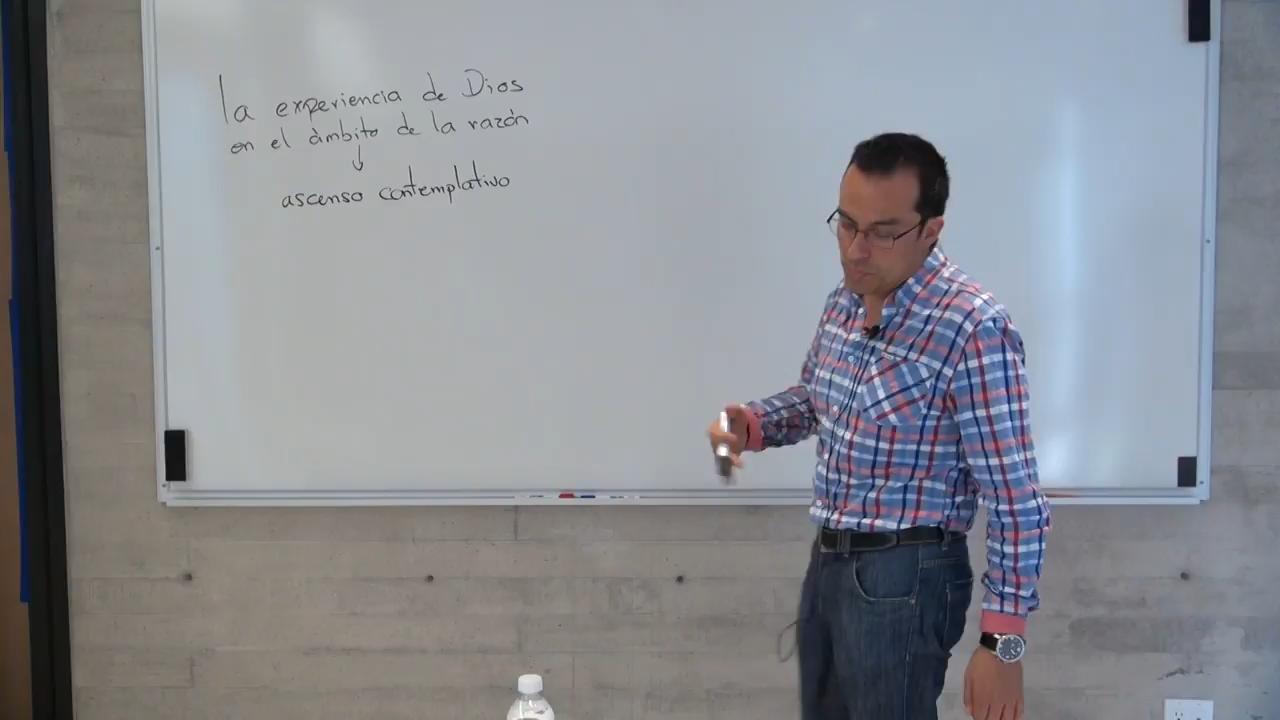 la experiencia de Dios
en el ámbito de la razón
ascenso contemplativo